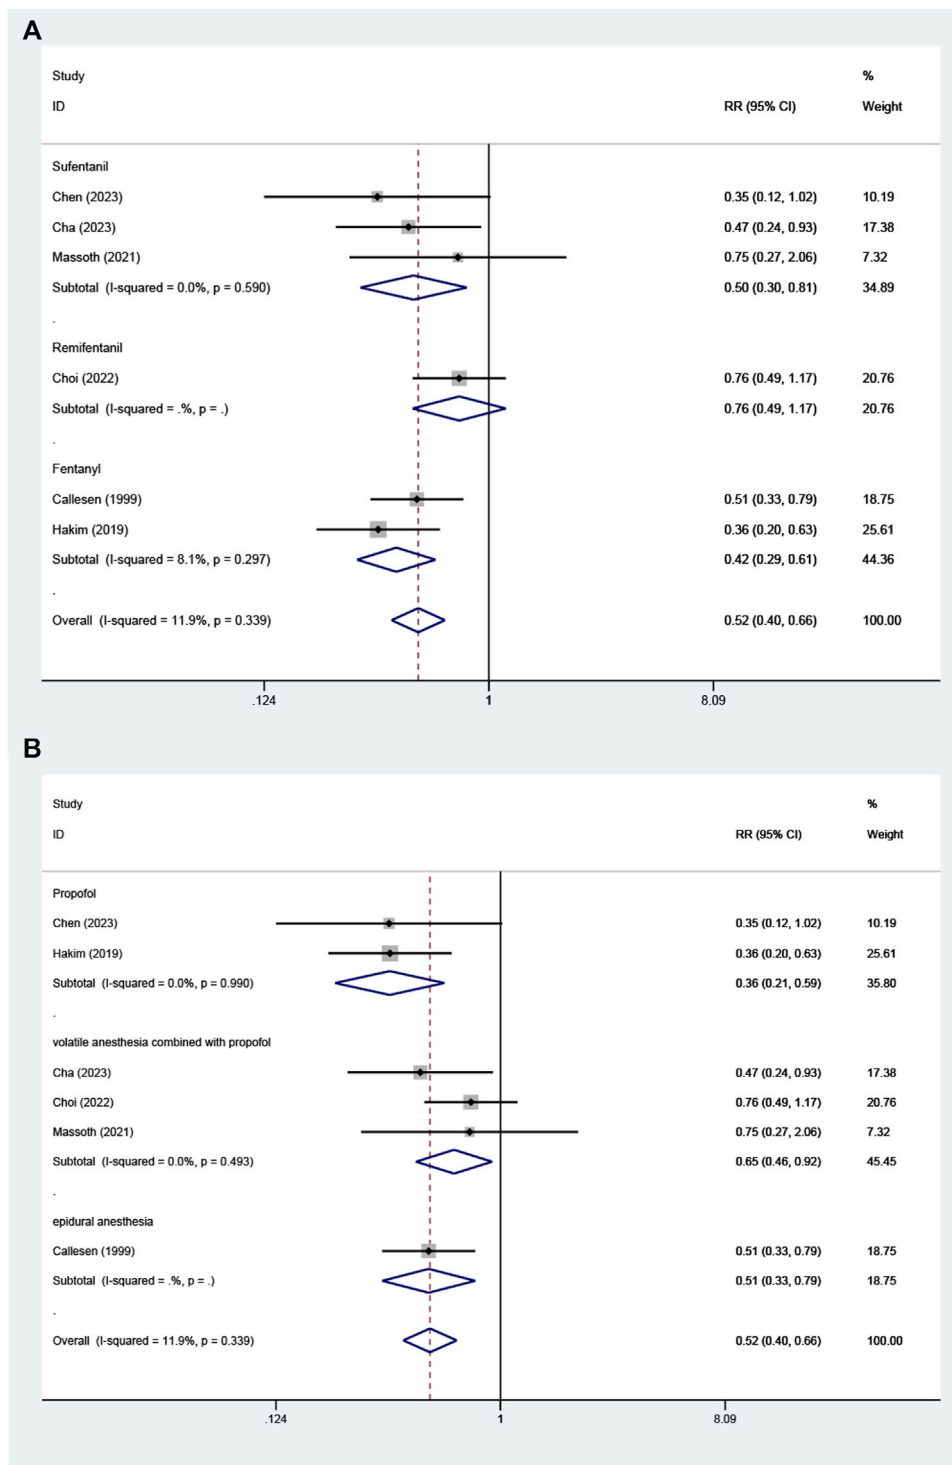 A
Study %
ID RR (95% CI) Weight
Sufentanil
Chen (2023) 0.35 (0.12, 1.02) 10.19
Cha (2023) 0.47 (0.24, 0.93) 17.38
Massoth (2021) 0.75 (0.27, 2.06) 7.32
Subtotal (I-squared = 0.0%, p = 0.590) 0.50 (0.30, 0.81) 34.89
.
Remifentanil
Choi (2022) 0.76 (0.49, 1.17) 20.76
Subtotal (I-squared = .%, p = .) 0.76 (0.49, 1.17) 20.76
.
Fentanyl
Callesen (1999) 0.51 (0.33, 0.79) 18.75
Hakim (2019) 0.36 (0.20, 0.63) 25.61
Subtotal (I-squared = 8.1%, p = 0.297) 0.42 (0.29, 0.61) 44.36
.
Overall (I-squared = 11.9%, p = 0.339) 0.52 (0.40, 0.66) 100.00
.124 1 8.09
B
Study %
ID RR (95% CI) Weight
Propofol
Chen (2023) 0.35 (0.12, 1.02) 10.19
Hakim (2019) 0.36 (0.20, 0.63) 25.61
Subtotal (I-squared = 0.0%, p = 0.990) 0.36 (0.21, 0.59) 35.80
.
volatile anesthesia combined with propofol
Cha (2023) 0.47 (0.24, 0.93) 17.38
Choi (2022) 0.76 (0.49, 1.17) 20.76
Massoth (2021) 0.75 (0.27, 2.06) 7.32
Subtotal (I-squared = 0.0%, p = 0.493) 0.65 (0.46, 0.92) 45.45
.
epidural anesthesia
Callesen (1999) 0.51 (0.33, 0.79) 18.75
Subtotal (I-squared = .%, p = .) 0.51 (0.33, 0.79) 18.75
.
Overall (I-squared = 11.9%, p = 0.339) 0.52 (0.40, 0.66) 100.00
.124 1 8.09